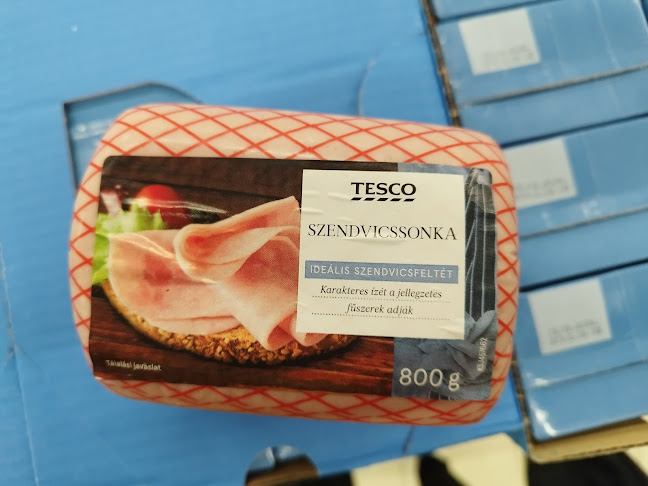 TESCO
SZENDVICSSONKA
IDEÁLIS SZENDVICSFELTÉT
Karakteres ízét a jellegzetes
fűszerek adják
Tálalási javaslat
800 g